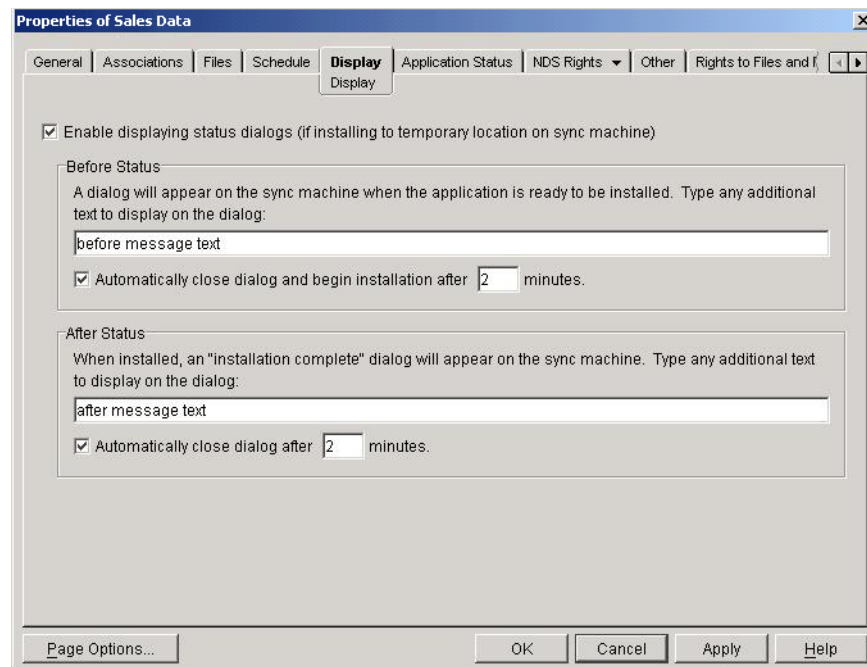 Properties of Sales Data
General Associations Files Schedule Display Application Status NDS Rights Other Rights to Files and
Display
Enable displaying status dialogs (if installing to temporary location on sync machine)
Before Status
A dialog will appear on the sync machine when the application is ready to be installed. Type any additional
text to display on the dialog:
before message text
Automatically close dialog and begin installation after 2 minutes.
After Status
When installed, an "installation complete" dialog will appear on the sync machine. Type any additional text
to display on the dialog:
after message text
Automatically close dialog after 2 minutes.
Page Options... OK Cancel Apply Help